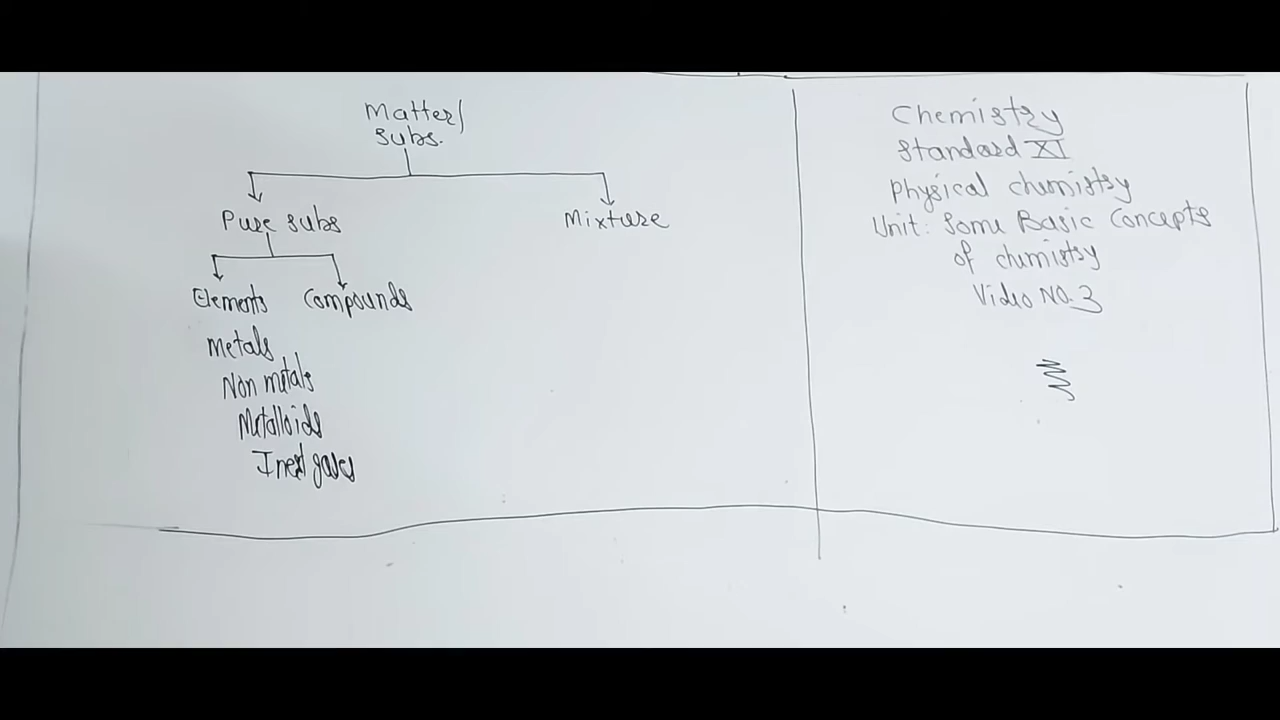 Matter/
subs.
Pure subs
Mixture
Elements
Compounds
Metals
Non metals
Metalloids
Inert gases
Chemistry
Standard XI
Physical chemistry
Unit: Some Basic Concepts
of chemistry
Video NO. 3